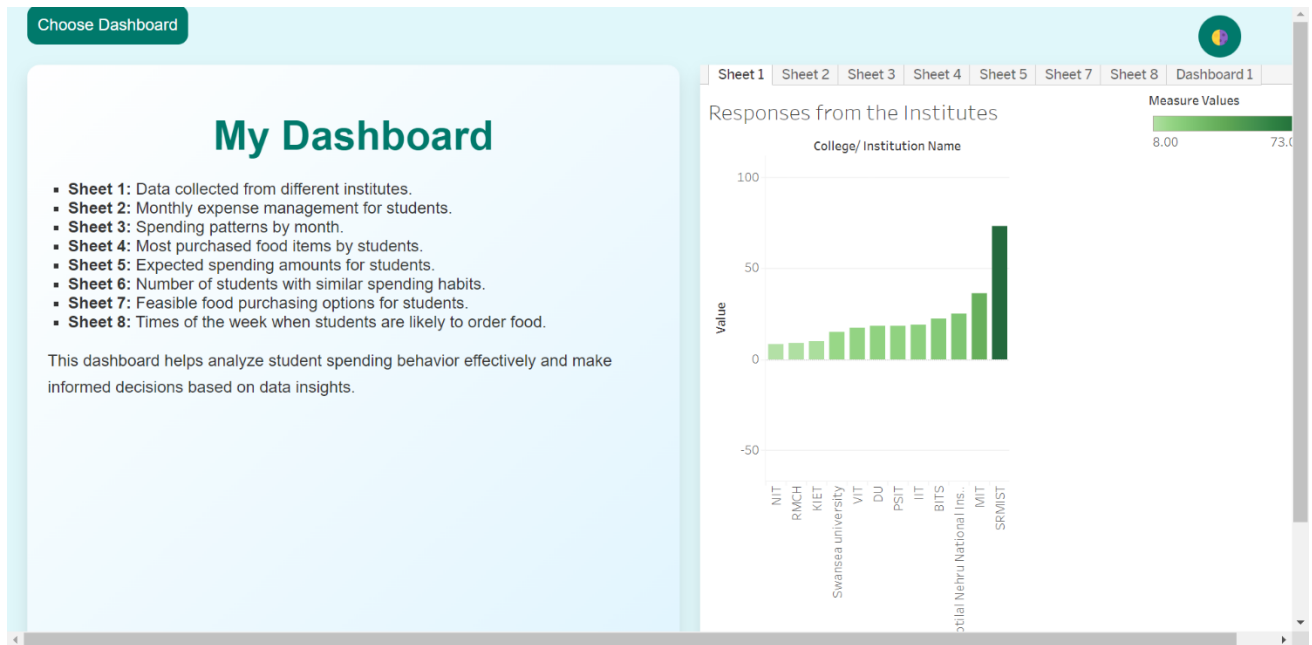 Choose Dashboard
My Dashboard
Sheet 1: Data collected from different institutes.
Sheet 2: Monthly expense management for students.
Sheet 3: Spending patterns by month.
Sheet 4: Most purchased food items by students.
Sheet 5: Expected spending amounts for students.
Sheet 6: Number of students with similar spending habits.
Sheet 7: Feasible food purchasing options for students.
Sheet 8: Times of the week when students are likely to order food.
This dashboard helps analyze student spending behavior effectively and make
informed decisions based on data insights.
Sheet 1 Sheet 2 Sheet 3 Sheet 4 Sheet 5 Sheet 7 Sheet 8 Dashboard 1
Responses from the Institutes
Measure Values
8.00 73.0
College/ Institution Name
Value
100
50
0
-50
NIT
RMCH
KIET
Swansea university
VIT
DU
PSIT
IIT
BITS
otilal Nehru National Ins..
MIT
SRMIST